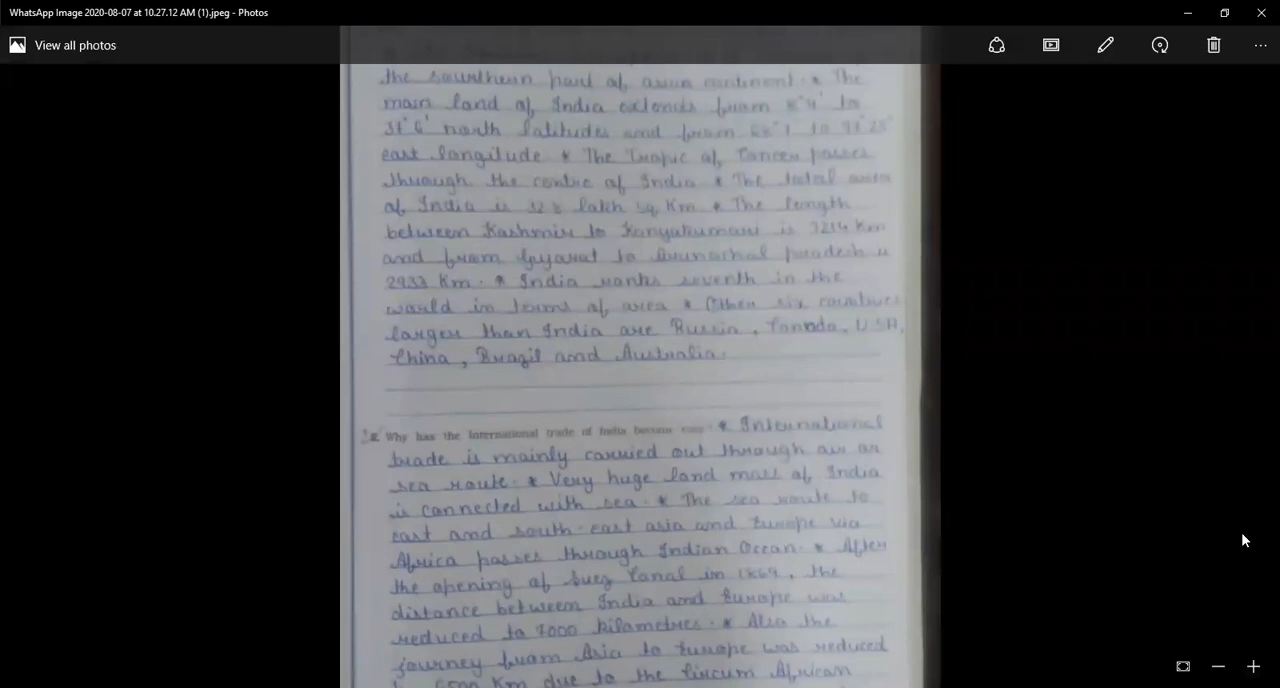 WhatsApp Image 2020-08-07 at 10.27.12 AM (1).jpeg - Photos
View all photos
the southern part of asian continent. * The
main land of India extends from 8°4' to
37°6' north latitudes and from 68°7 to 97°25'
east longitude * The Tropic of Cancer passes
through the centre of India * The total area
of India is 32.8 lakh sq Km * The length
between Kashmir to Kanyakumari is 3214 Km
and from Gujarat to Arunachal pradesh is
2933 Km. * India ranks seventh in the
world in terms of area * Other six countries
larger than India are Russia, Canada, USA,
China, Brazil and Australia.
Why has the International trade of India become easy * International
trade is mainly carried out through air or
sea route. * Very huge land mass of India
is connected with sea. * The sea route to
east and south-east asia and Europe via
Africa passes through Indian Ocean. * After
the opening of Suez Canal in 1869, the
distance between India and Europe was
reduced to 7000 kilometres. * Also the
journey from Asia to Europe was reduced
Km due to the Circum African